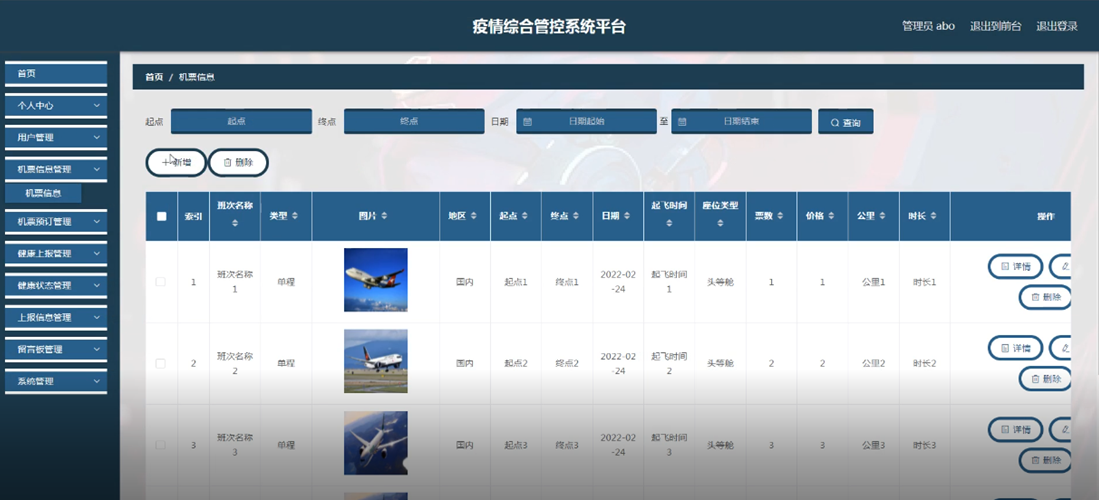 疫情综合管控系统平台
管理员 abo 退出到前台 退出登录
首页
个人中心
用户管理
机票信息管理
机票信息
机票预订管理
健康上报管理
健康状态管理
上报信息管理
留言板管理
系统管理
首页 / 机票信息
起点 起点 终点 终点 日期 日期起始 至 日期结束 查询
新增 删除
索引 班次名称 类型 图片 地区 起点 终点 日期 起飞时间 座位类型 票数 价格 公里 时长 操作
1 班次名称1 单程 国内 起点1 终点1 2022-02-24 起飞时间1 头等舱 1 1 公里1 时长1 详情
删除
2 班次名称2 单程 国内 起点2 终点2 2022-02-24 起飞时间2 头等舱 2 2 公里2 时长2 详情
删除
3 班次名称3 单程 国内 起点3 终点3 2022-02-24 起飞时间3 头等舱 3 3 公里3 时长3 详情
删除